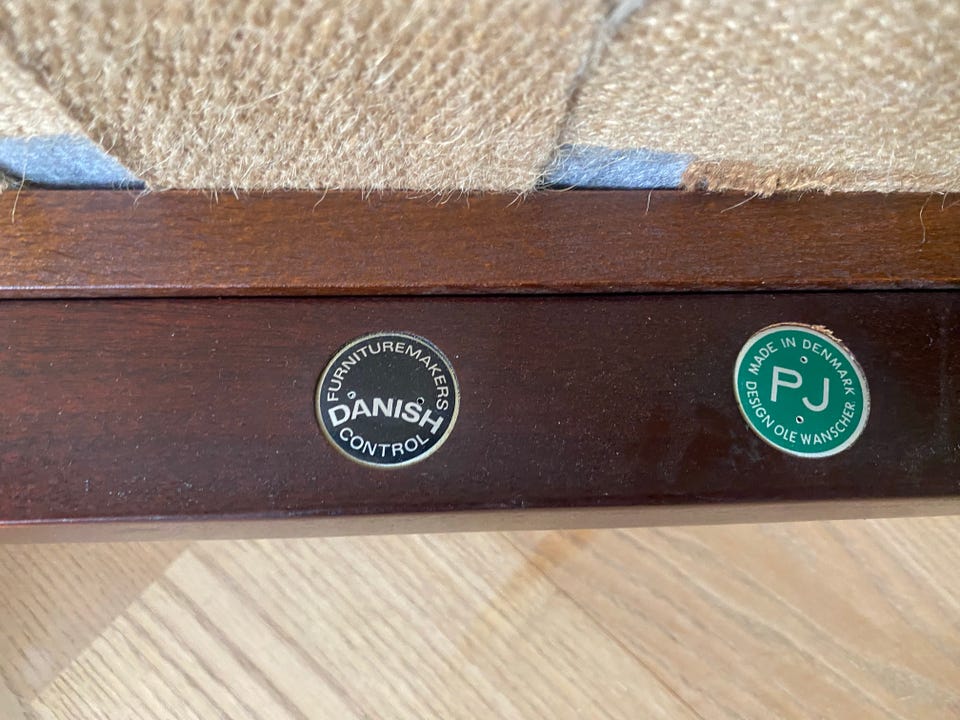 FURNITUREMAKERS
DANISH
CONTROL
MADE IN DENMARK
PJ
DESIGN OLE WANSCHER